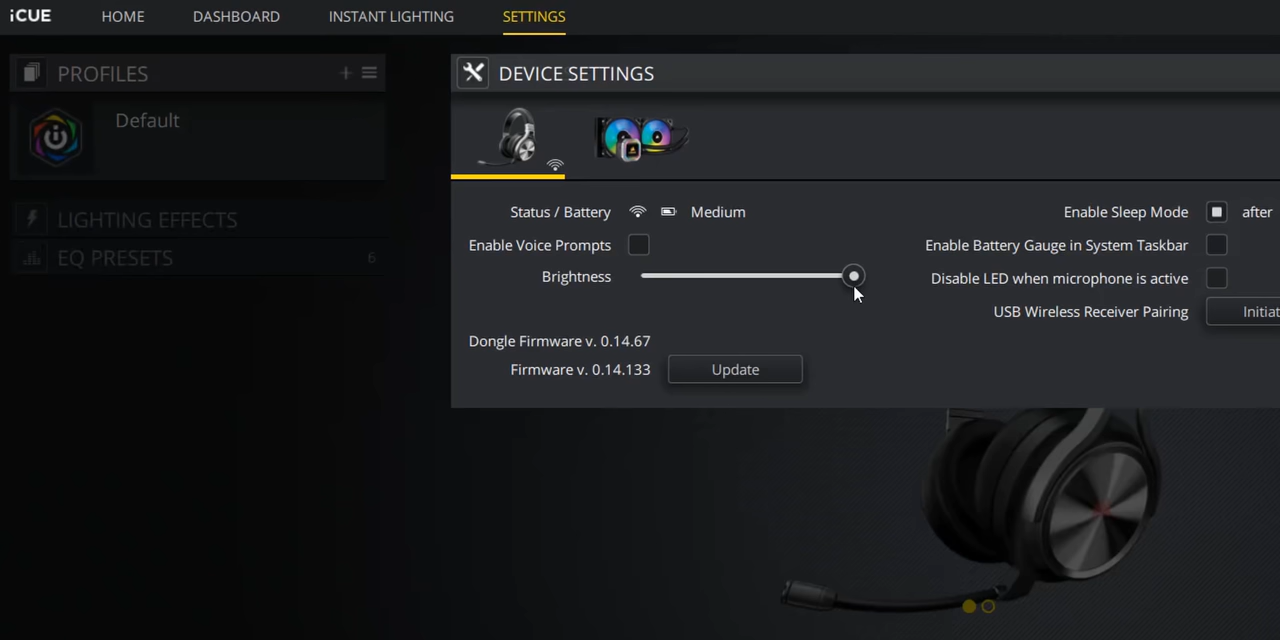 iCUE HOME DASHBOARD INSTANT LIGHTING SETTINGS
PROFILES
Default
LIGHTING EFFECTS
EQ PRESETS 6
DEVICE SETTINGS
Status / Battery Medium
Enable Voice Prompts
Brightness
Dongle Firmware v. 0.14.67
Firmware v. 0.14.133 Update
Enable Sleep Mode after
Enable Battery Gauge in System Taskbar
Disable LED when microphone is active
USB Wireless Receiver Pairing Initiat